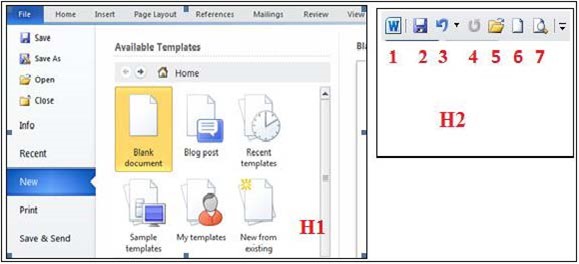 File Home Insert Page Layout References Mailings Review View
Save
Save As
Open
Close
Info
Recent
New
Print
Save & Send
Available Templates
Bl
Home
Blank document
Blog post
Recent templates
Sample templates
My templates
New from existing
H1
W
1 2 3 4 5 6 7
H2